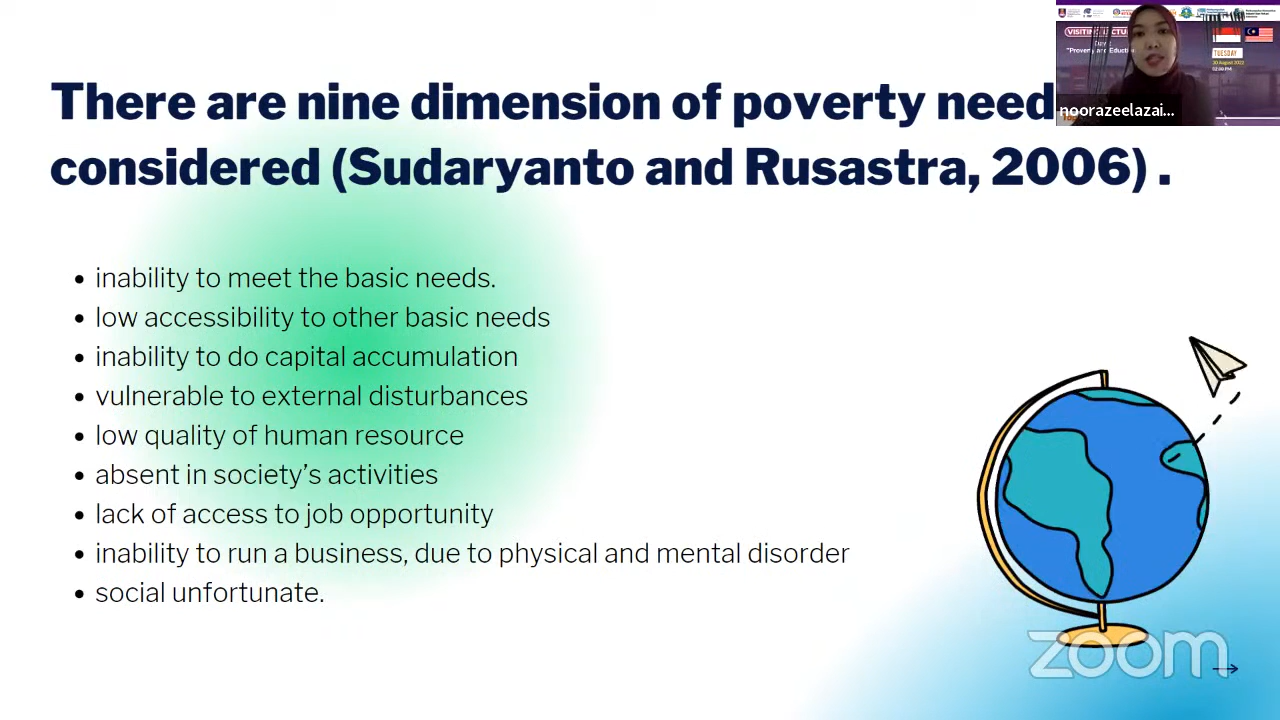 There are nine dimension of poverty need
considered (Sudaryanto and Rusastra, 2006) .
• inability to meet the basic needs.
• low accessibility to other basic needs
• inability to do capital accumulation
• vulnerable to external disturbances
• low quality of human resource
• absent in society’s activities
• lack of access to job opportunity
• inability to run a business, due to physical and mental disorder
• social unfortunate.
VISITING LECTU
TUESDAY
noorazeelazai...
zoom